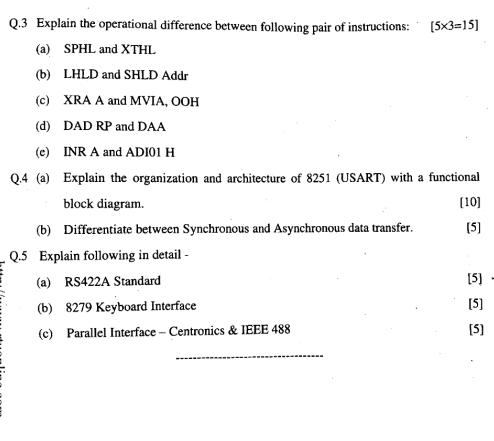 Q.3 Explain the operational difference between following pair of instructions: [5×3=15]
(a) SPHL and XTHL
(b) LHLD and SHLD Addr
(c) XRA A and MVIA, OOH
(d) DAD RP and DAA
(e) INR A and ADI01 H
Q.4 (a) Explain the organization and architecture of 8251 (USART) with a functional
block diagram. [10]
(b) Differentiate between Synchronous and Asynchronous data transfer. [5]
Q.5 Explain following in detail -
(a) RS422A Standard [5]
(b) 8279 Keyboard Interface [5]
(c) Parallel Interface – Centronics & IEEE 488 [5]
-----------------------------------